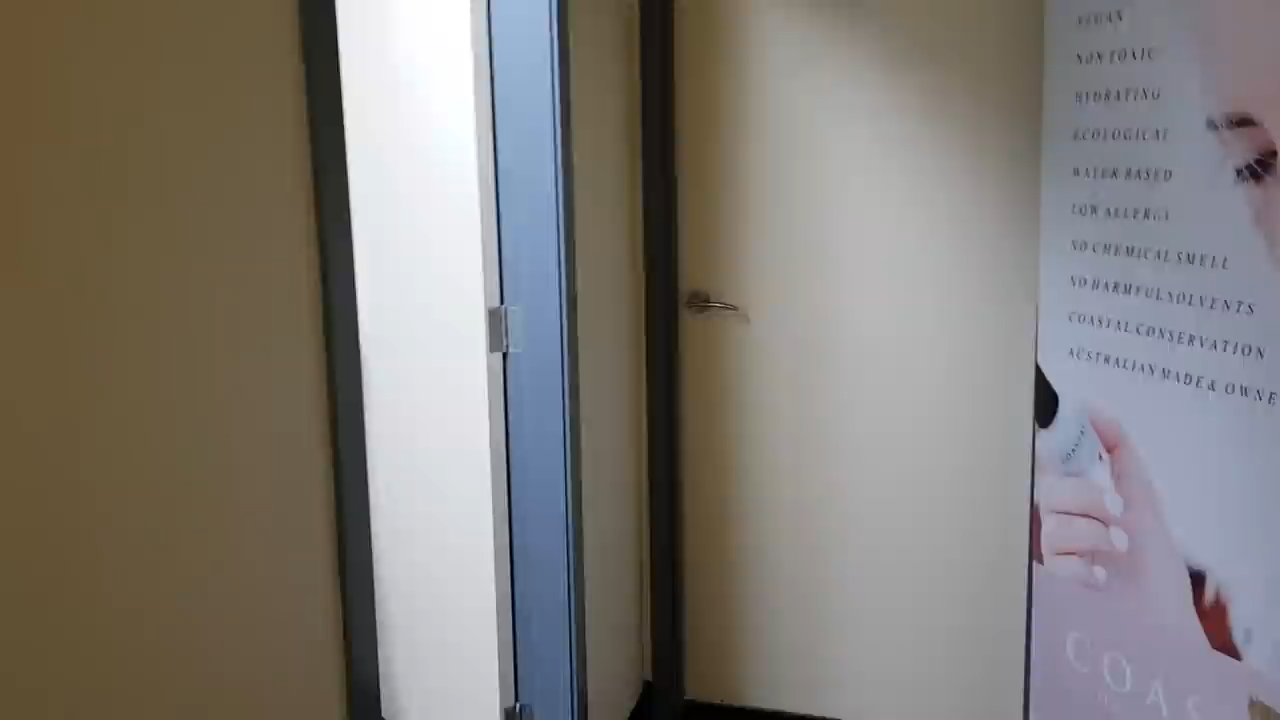 VEGAN
NON TOXIC
HYDRATING
ECOLOGICAL
WATER BASED
LOW ALLERGY
NO CHEMICAL SMELL
NO HARMFUL SOLVENTS
COASTAL CONSERVATION
AUSTRALIAN MADE & OWNE
COAS